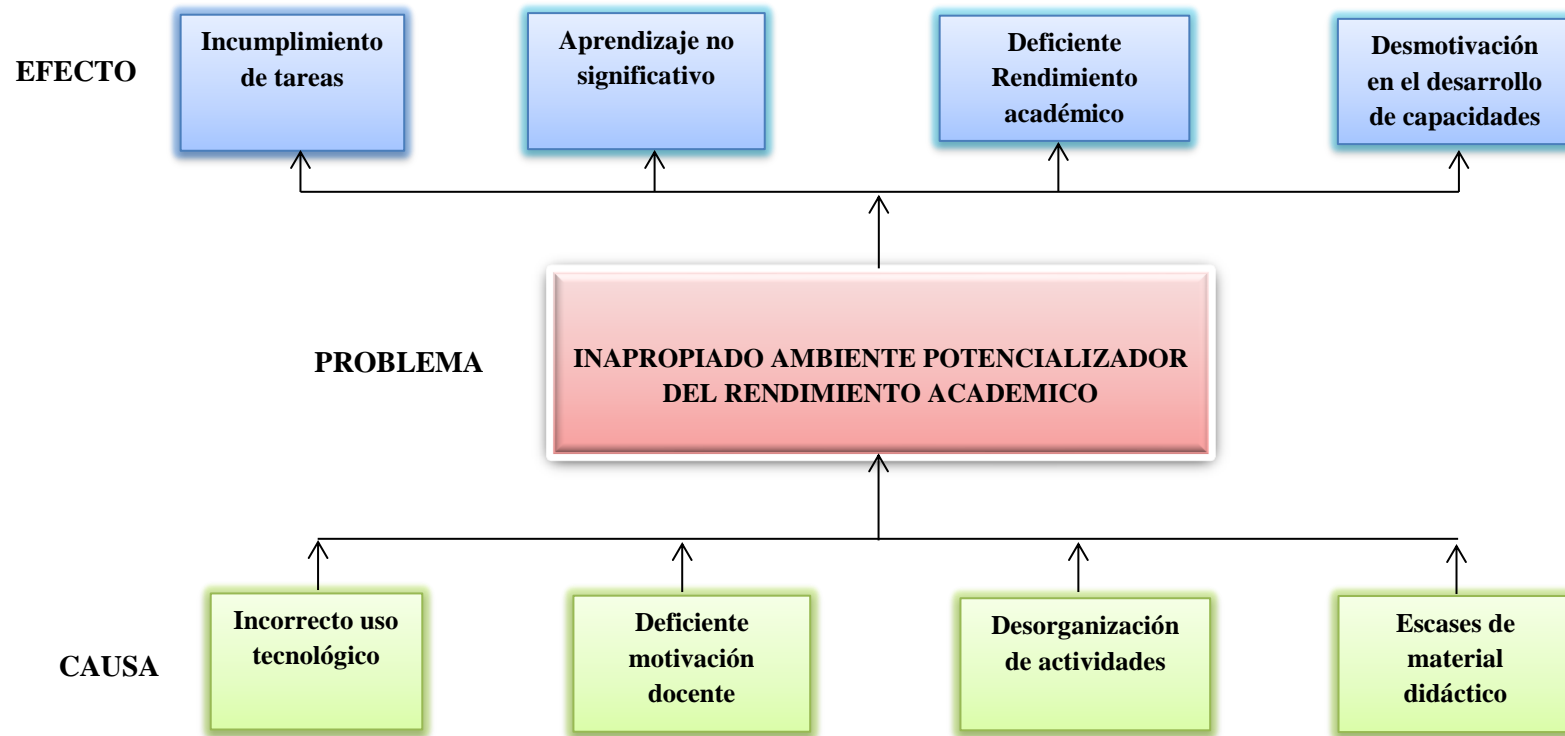 EFECTO
Incumplimiento
de tareas
Aprendizaje no
significativo
Deficiente
Rendimiento
académico
Desmotivación
en el desarrollo
de capacidades
PROBLEMA
INAPROPIADO AMBIENTE POTENCIALIZADOR
DEL RENDIMIENTO ACADEMICO
CAUSA
Incorrecto uso
tecnológico
Deficiente
motivación
docente
Desorganización
de actividades
Escases de
material
didáctico